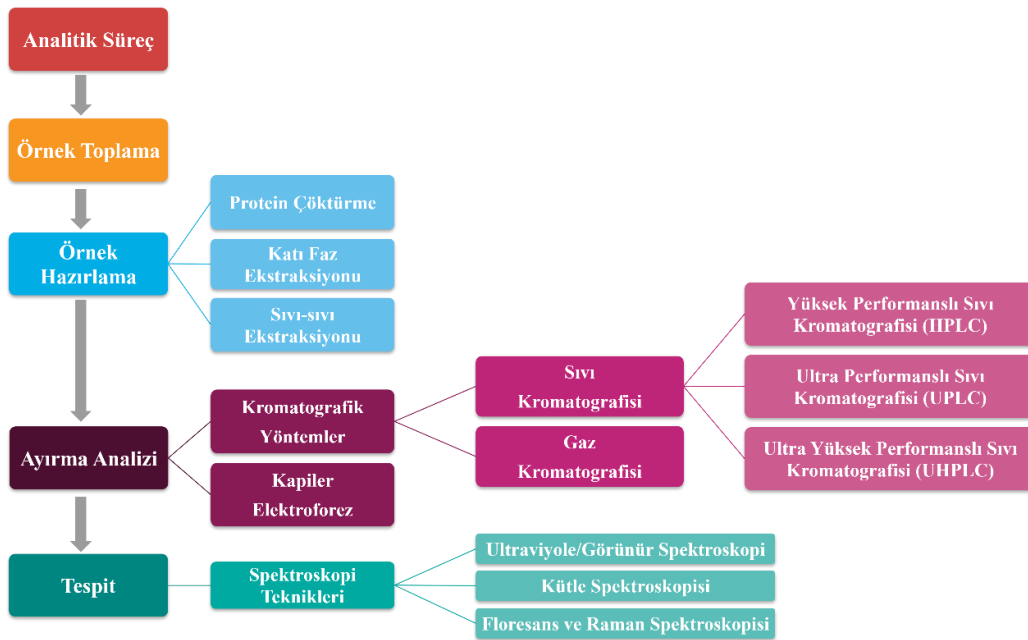 Analitik Süreç
Örnek Toplama
Örnek
Hazırlama
Protein Çöktürme
Katı Faz
Ekstraksiyonu
Sıvı-sıvı
Ekstraksiyonu
Ayırma Analizi
Kromatografik
Yöntemler
Kapiler
Elektroforez
Sıvı
Kromatografisi
Gaz
Kromatografisi
Yüksek Performanslı Sıvı
Kromatografisi (HPLC)
Ultra Performanslı Sıvı
Kromatografisi (UPLC)
Ultra Yüksek Performanslı Sıvı
Kromatografisi (UHPLC)
Tespit
Spektroskopi
Teknikleri
Ultraviyole/Görünür Spektroskopi
Kütle Spektroskopisi
Floresans ve Raman Spektroskopisi